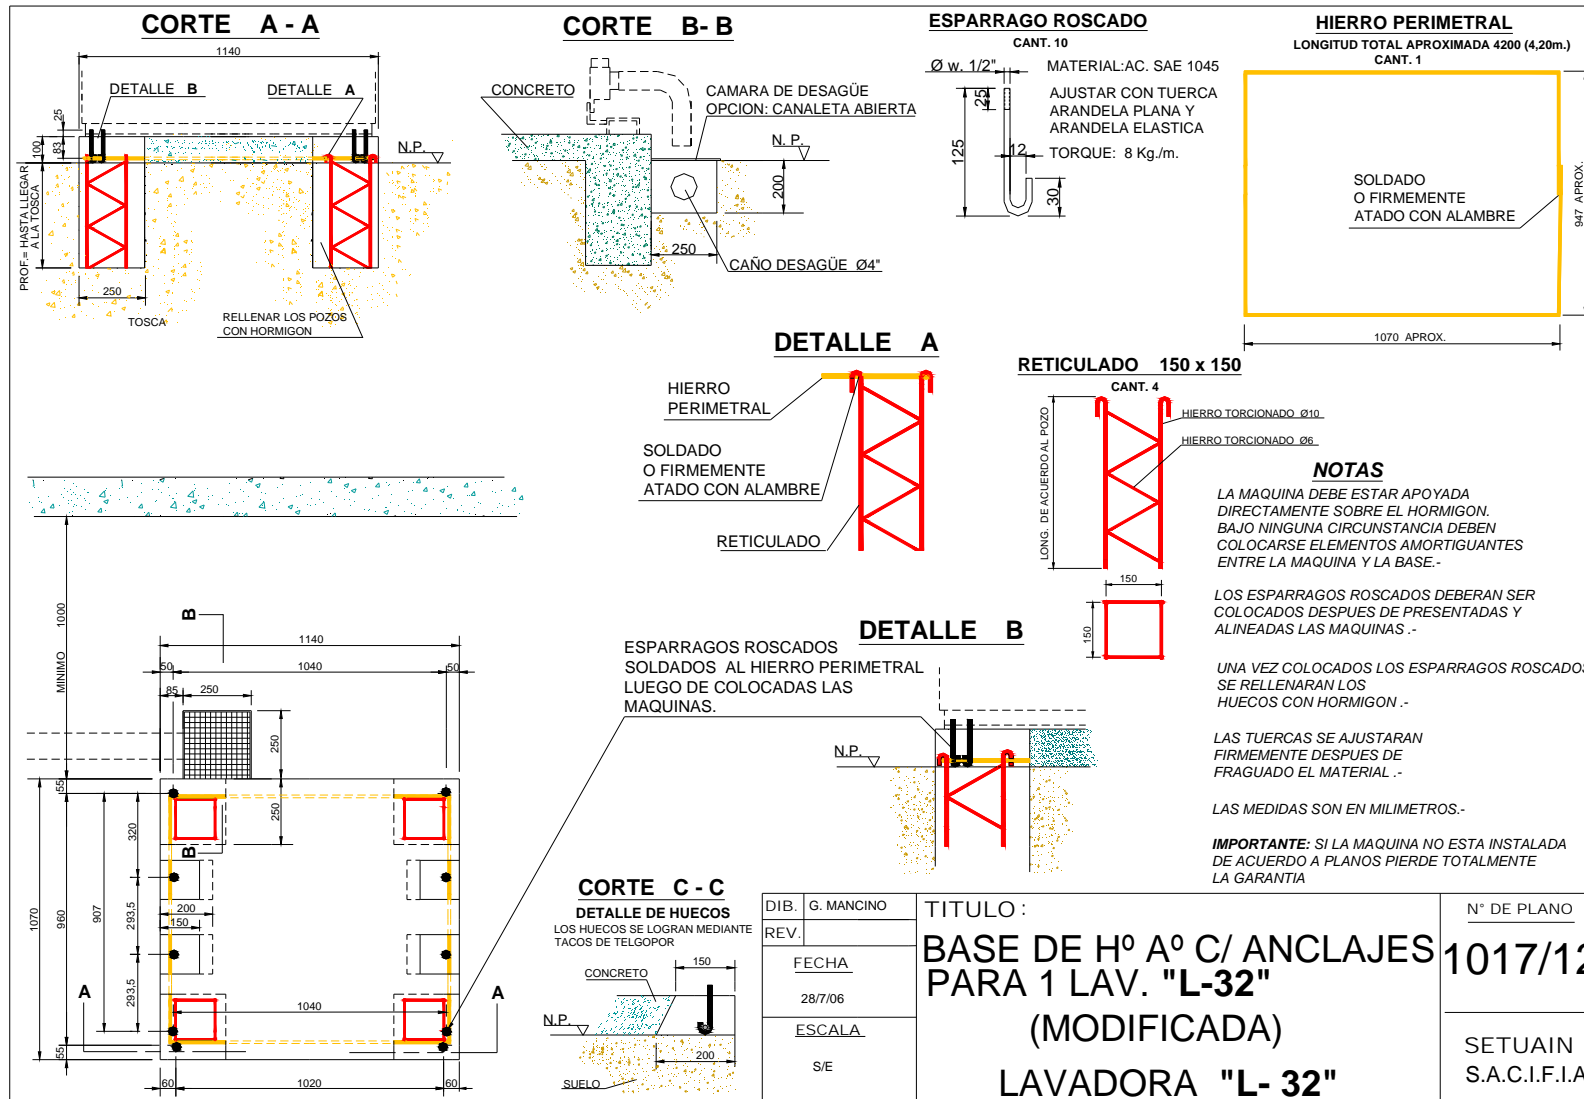 CORTE A - A
1140
DETALLE B
DETALLE A
25
100
83
N.P.
PROF.= HASTA LLEGAR
A LA TOSCA
250
TOSCA
RELLENAR LOS POZOS
CON HORMIGON
CORTE B- B
CONCRETO
CAMARA DE DESAGÜE
OPCION: CANALETA ABIERTA
N. P.
200
250
CAÑO DESAGÜE Ø4"
ESPARRAGO ROSCADO
CANT. 10
Ø w. 1/2"
MATERIAL:AC. SAE 1045
25
AJUSTAR CON TUERCA
ARANDELA PLANA Y
ARANDELA ELASTICA
125
12
TORQUE: 8 Kg./m.
30
HIERRO PERIMETRAL
LONGITUD TOTAL APROXIMADA 4200 (4,20m.)
CANT. 1
SOLDADO
O FIRMEMENTE
ATADO CON ALAMBRE
947 APROX.
1070 APROX.
DETALLE A
HIERRO
PERIMETRAL
SOLDADO
O FIRMEMENTE
ATADO CON ALAMBRE
RETICULADO
RETICULADO 150 x 150
CANT. 4
LONG. DE ACUERDO AL POZO
HIERRO TORCIONADO Ø10
HIERRO TORCIONADO Ø6
150
150
NOTAS
LA MAQUINA DEBE ESTAR APOYADA
DIRECTAMENTE SOBRE EL HORMIGON.
BAJO NINGUNA CIRCUNSTANCIA DEBEN
COLOCARSE ELEMENTOS AMORTIGUANTES
ENTRE LA MAQUINA Y LA BASE.-
LOS ESPARRAGOS ROSCADOS DEBERAN SER
COLOCADOS DESPUES DE PRESENTADAS Y
ALINEADAS LAS MAQUINAS .-
UNA VEZ COLOCADOS LOS ESPARRAGOS ROSCADOS
SE RELLENARAN LOS
HUECOS CON HORMIGON .-
LAS TUERCAS SE AJUSTARAN
FIRMEMENTE DESPUES DE
FRAGUADO EL MATERIAL .-
LAS MEDIDAS SON EN MILIMETROS.-
IMPORTANTE: SI LA MAQUINA NO ESTA INSTALADA
DE ACUERDO A PLANOS PIERDE TOTALMENTE
LA GARANTIA
MINIMO 1000
B
1140
50
1040
50
85
250
250
55
250
320
B
1070
960
907
293,5
200
150
293,5
A
A
1040
55
60
1020
60
ESPARRAGOS ROSCADOS
SOLDADOS AL HIERRO PERIMETRAL
LUEGO DE COLOCADAS LAS
MAQUINAS.
DETALLE B
N.P.
CORTE C - C
DETALLE DE HUECOS
LOS HUECOS SE LOGRAN MEDIANTE
TACOS DE TELGOPOR
150
CONCRETO
N.P.
200
SUELO
DIB. G. MANCINO
REV.
FECHA
28/7/06
ESCALA
S/E
TITULO :
BASE DE Hº Aº C/ ANCLAJES
PARA 1 LAV. "L-32"
(MODIFICADA)
LAVADORA "L- 32"
N° DE PLANO
1017/12
SETUAIN
S.A.C.I.F.I.A